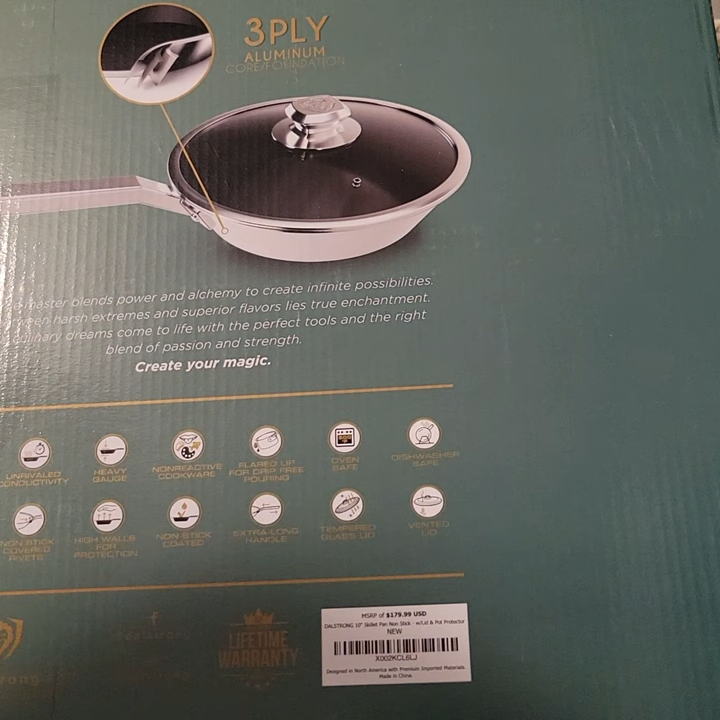 3PLY
ALUMINUM
CORE/FOUNDATION
master blends power and alchemy to create infinite possibilities.
harsh extremes and superior flavors lies true enchantment.
dreams come to life with the perfect tools and the right
blend of passion and strength.
Create your magic.
UNRIVALED
CONDUCTIVITY
HEAVY
GAUGE
NONREACTIVE
COOKWARE
FLARED LIP
FOR DRIP FREE
POURING
OVEN
SAFE
DISHWASHER
SAFE
NON STICK
COVERED
RIVETS
HIGH WALLS
FOR
PROTECTION
NON STICK
COATED
EXTRA-LONG
HANDLE
TEMPERED
GLASS LID
VENTED
LID
f
dalstrong
LIFETIME
WARRANTY
MSRP of $179.99 USD
DALSTRONG 10" Skillet Pan Non Stick - w/Lid & Pot Protector
NEW
X002KCL6LJ
Designed in North America with Premium Imported Materials.
Made in China.